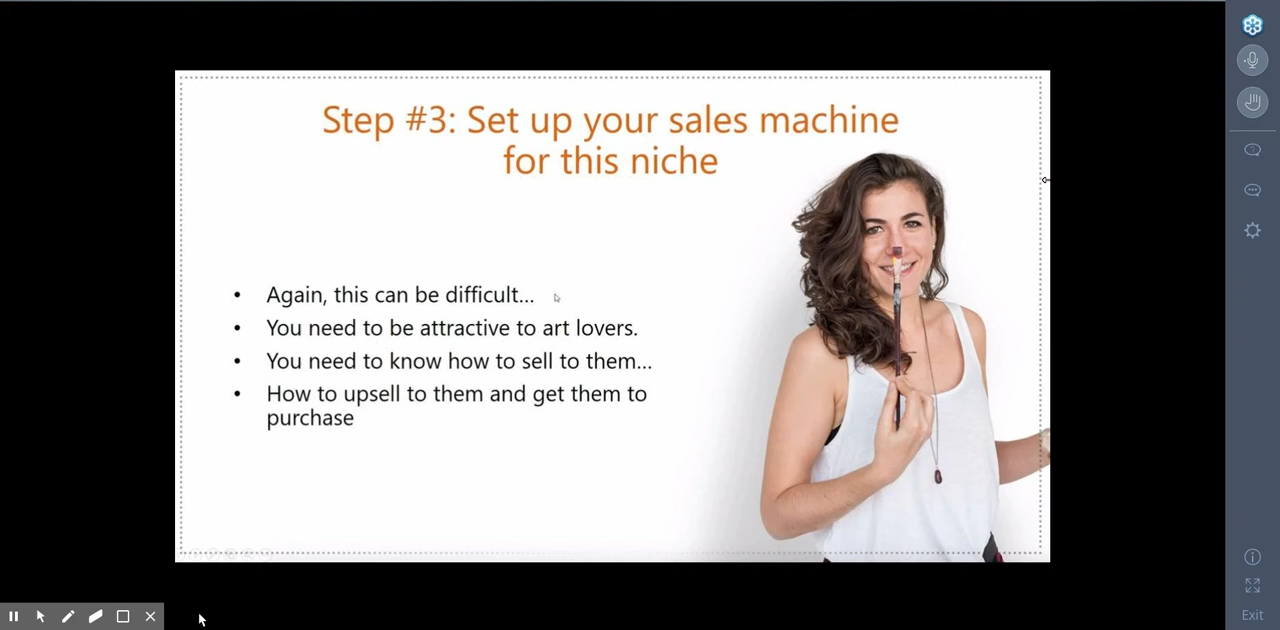 Step #3: Set up your sales machine
for this niche
• Again, this can be difficult...
• You need to be attractive to art lovers.
• You need to know how to sell to them...
• How to upsell to them and get them to
purchase
Exit